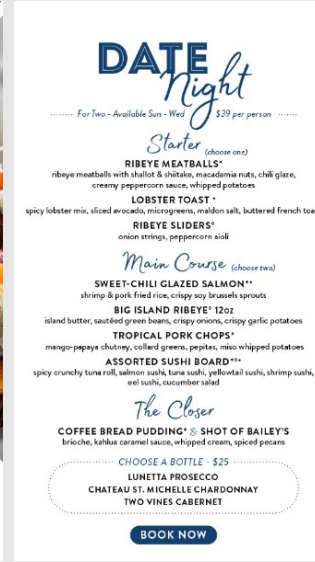 DATE
Night
For Two - Available Sun - Wed $39 per person
Starter (choose one)
RIBEYE MEATBALLS*
ribeye meatballs with shallot & shiitake, macadamia nuts, chili glaze,
creamy peppercorn sauce, whipped potatoes
LOBSTER TOAST *
spicy lobster mix, sliced avocado, microgreens, maldon salt, buttered french toa
RIBEYE SLIDERS*
onion strings, peppercorn aioli
Main Course (choose two)
SWEET-CHILI GLAZED SALMON**
shrimp & pork fried rice, crispy soy brussels sprouts
BIG ISLAND RIBEYE* 12oz
island butter, sautéed green beans, crispy onions, crispy garlic potatoes
TROPICAL PORK CHOPS*
mango-papaya chutney, collard greens, pepitas, miso whipped potatoes
ASSORTED SUSHI BOARD***
spicy crunchy tuna roll, salmon sushi, tuna sushi, yellowtail sushi, shrimp sushi,
eel sushi, cucumber salad
The Closer
COFFEE BREAD PUDDING* & SHOT OF BAILEY'S
brioche, kahlua caramel sauce, whipped cream, spiced pecans
CHOOSE A BOTTLE - $25
LUNETTA PROSECCO
CHATEAU ST. MICHELLE CHARDONNAY
TWO VINES CABERNET
BOOK NOW